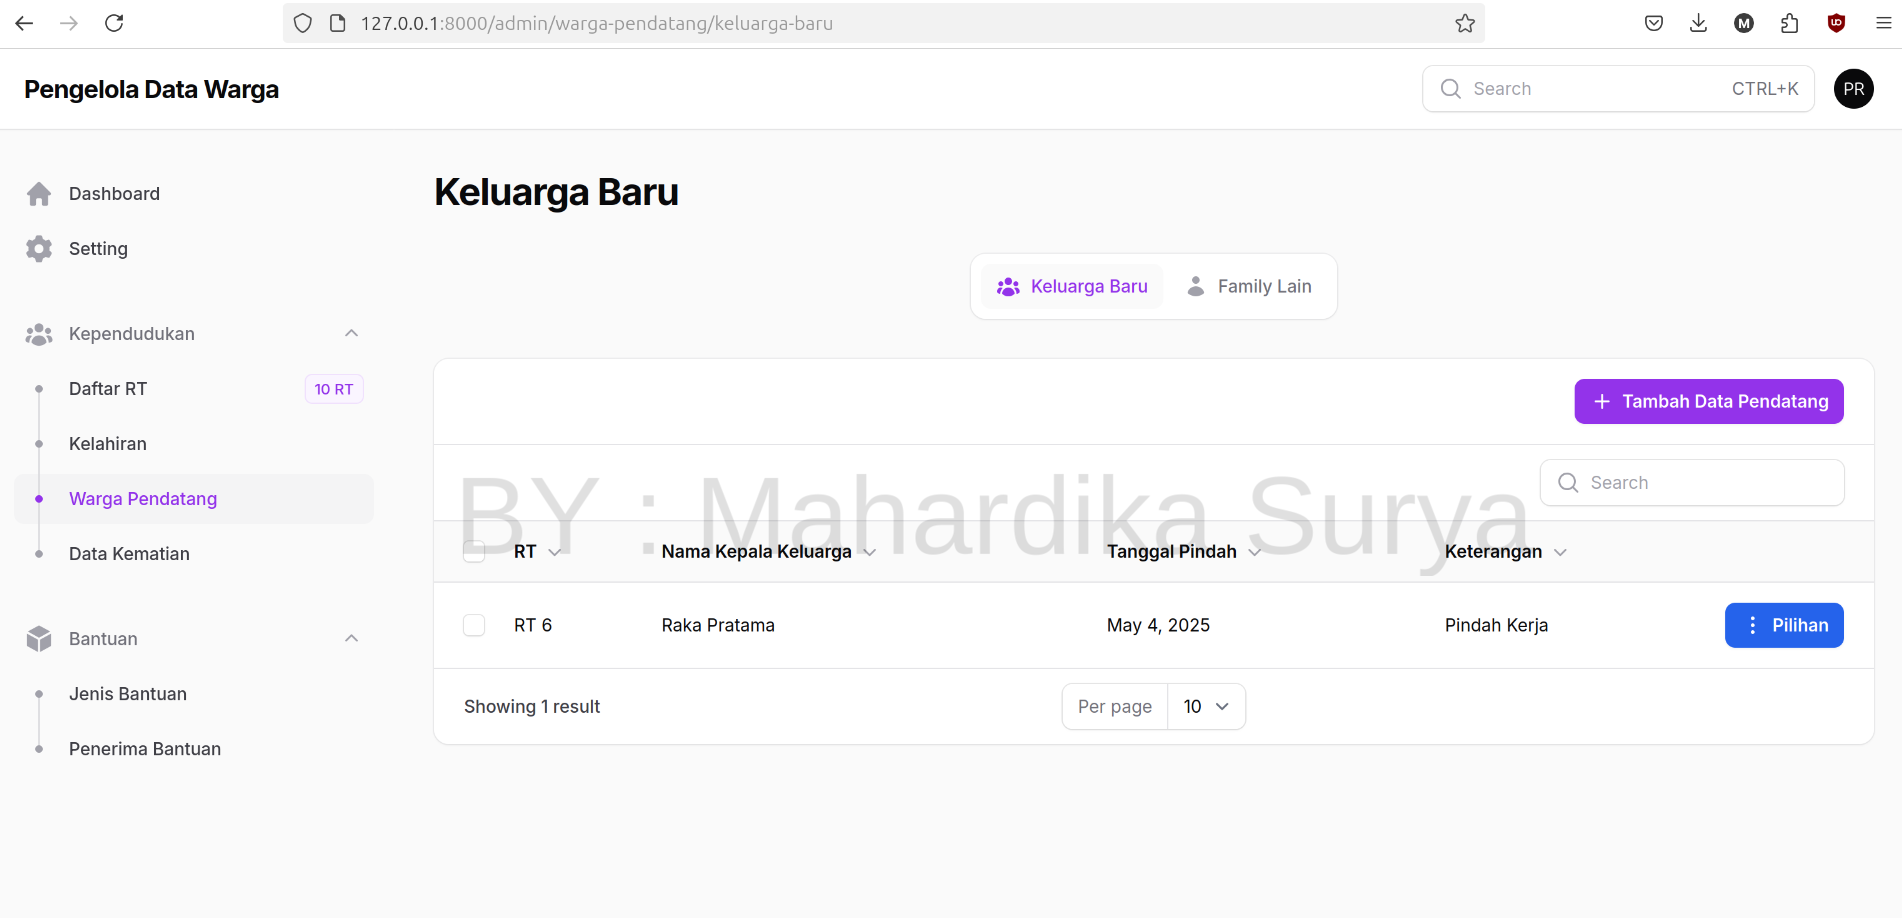 127.0.0.1:8000/admin/warga-pendatang/keluarga-baru
M
Pengelola Data Warga
Search CTRL+K
PR
Dashboard
Setting
Kependudukan
Daftar RT 10 RT
Kelahiran
Warga Pendatang
Data Kematian
Bantuan
Jenis Bantuan
Penerima Bantuan
Keluarga Baru
Keluarga Baru Family Lain
Tambah Data Pendatang
Search
BY : Mahardika Surya
RT Nama Kepala Keluarga Tanggal Pindah Keterangan
RT 6 Raka Pratama May 4, 2025 Pindah Kerja Pilihan
Showing 1 result Per page 10